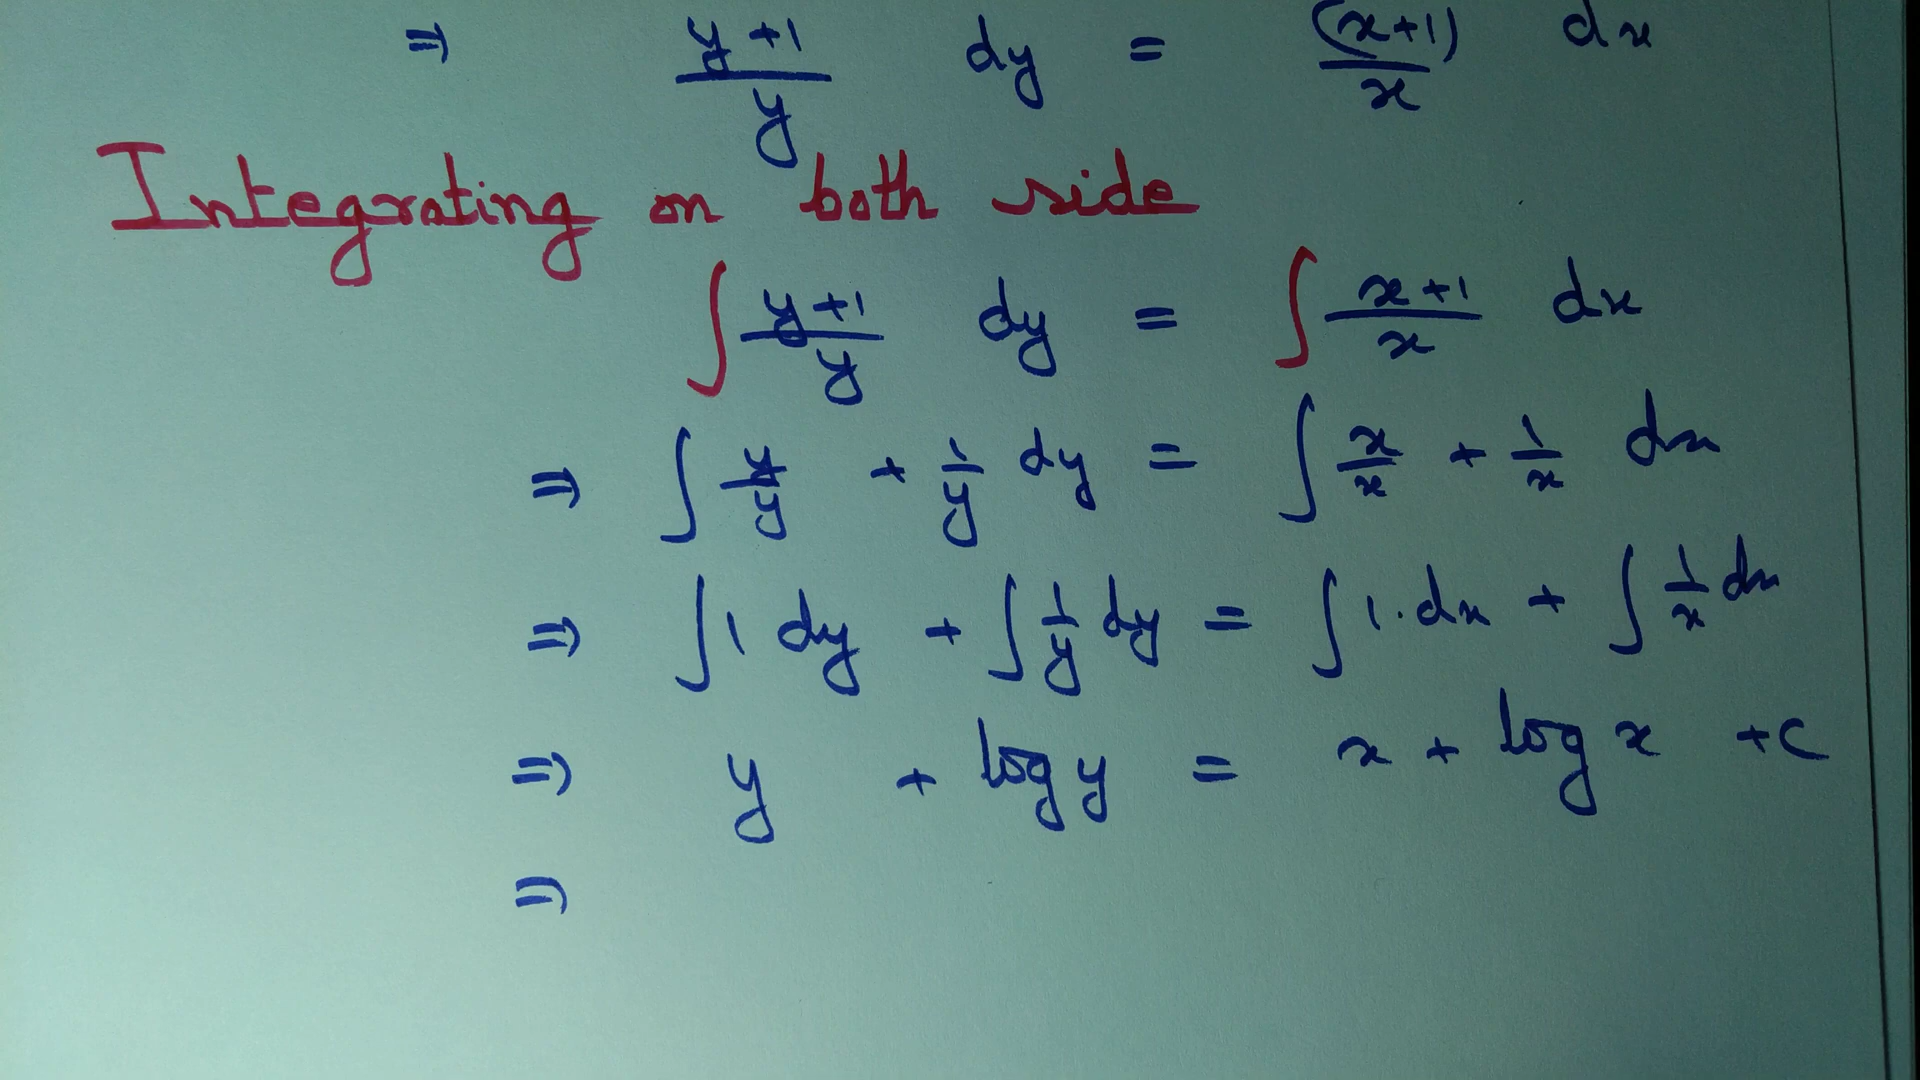 ⇒ (y+1)/y dy = (x+1)/x dx
Integrating on both side
∫ (y+1)/y dy = ∫ (x+1)/x dx
⇒ ∫ y/y + 1/y dy = ∫ x/x + 1/x dx
⇒ ∫ 1 dy + ∫ 1/y dy = ∫ 1. dx + ∫ 1/x dx
⇒ y + log y = x + log x + c
⇒